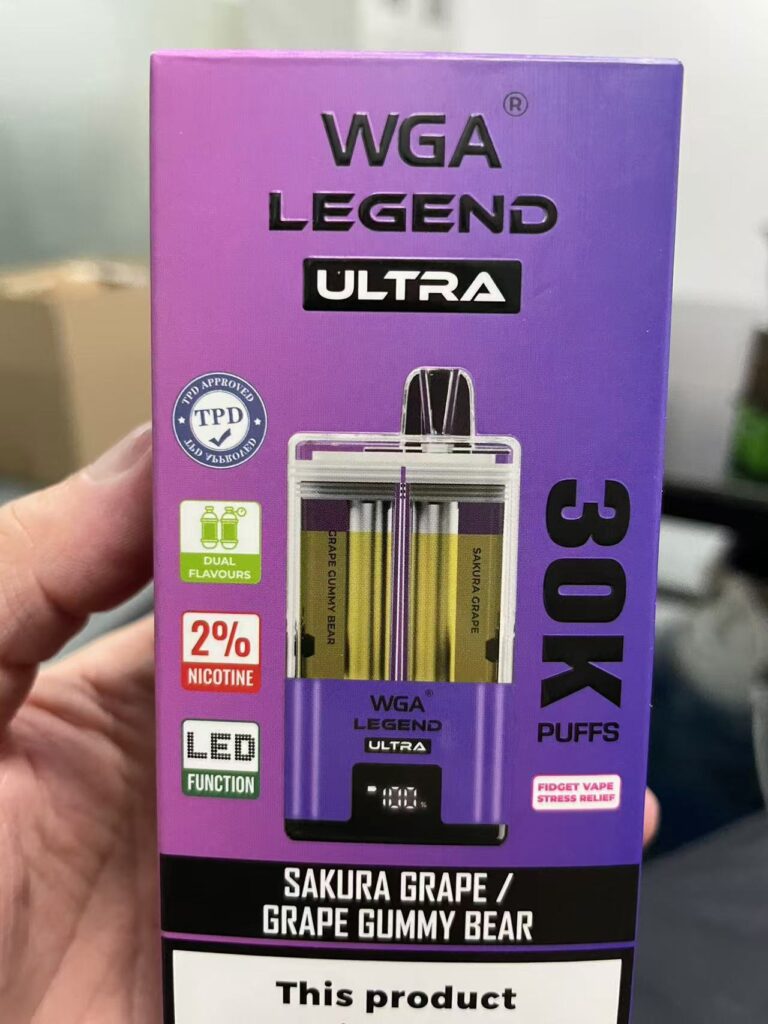 WGA®
LEGEND
ULTRA
TPD APPROVED
TPD
TPD APPROVED
DUAL
FLAVOURS
2%
NICOTINE
LED
FUNCTION
GRAPE GUMMY BEAR
SAKURA GRAPE
WGA®
LEGEND
ULTRA
100%
30K
PUFFS
FIDGET VAPE
STRESS RELIEF
SAKURA GRAPE /
GRAPE GUMMY BEAR
This product